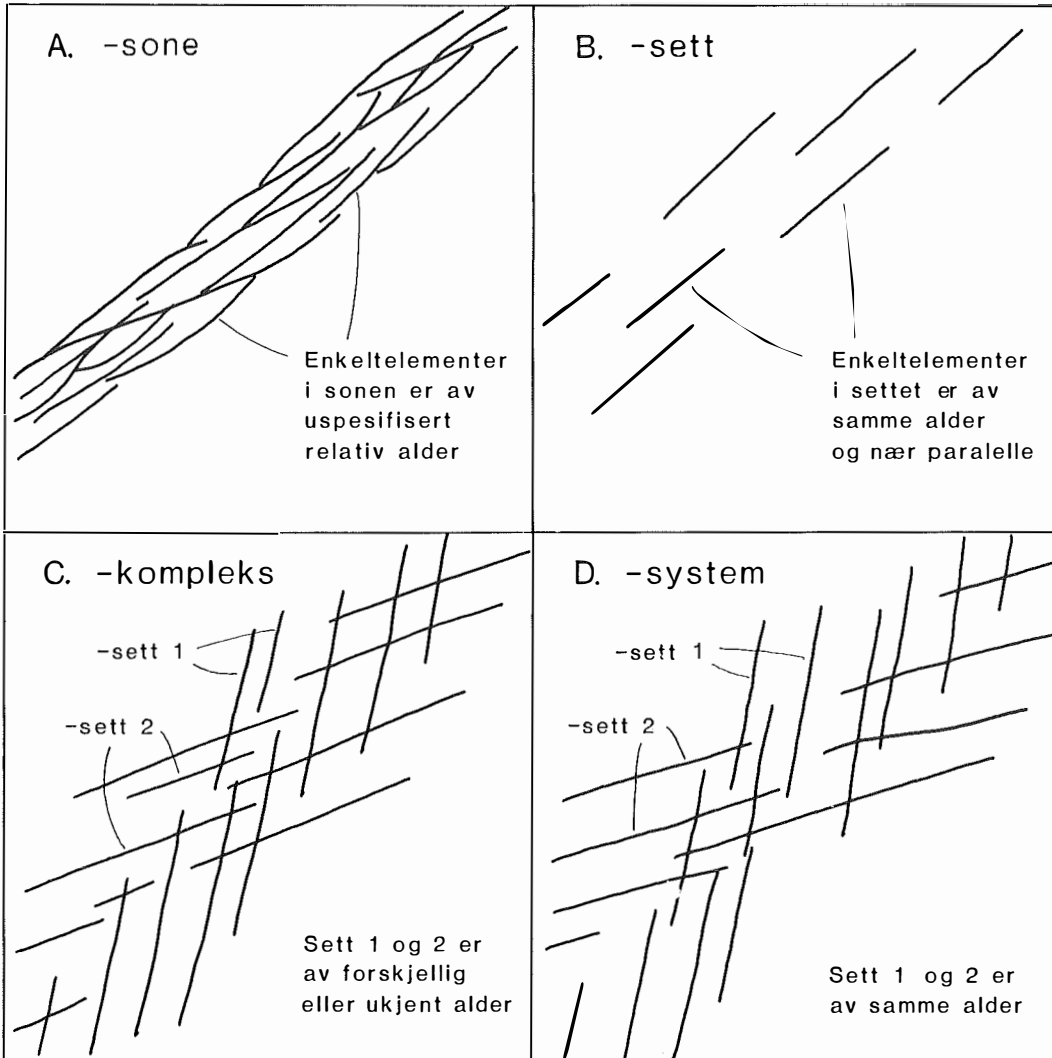 A. -sone
Enkeltelementer
i sonen er av
uspesifisert
relativ alder
B. -sett
Enkeltelementer
i settet er av
samme alder
og nær paralelle
C. -kompleks
-sett 1
-sett 2
Sett 1 og 2 er
av forskjellig
eller ukjent alder
D. -system
-sett 1
-sett 2
Sett 1 og 2 er
av samme alder